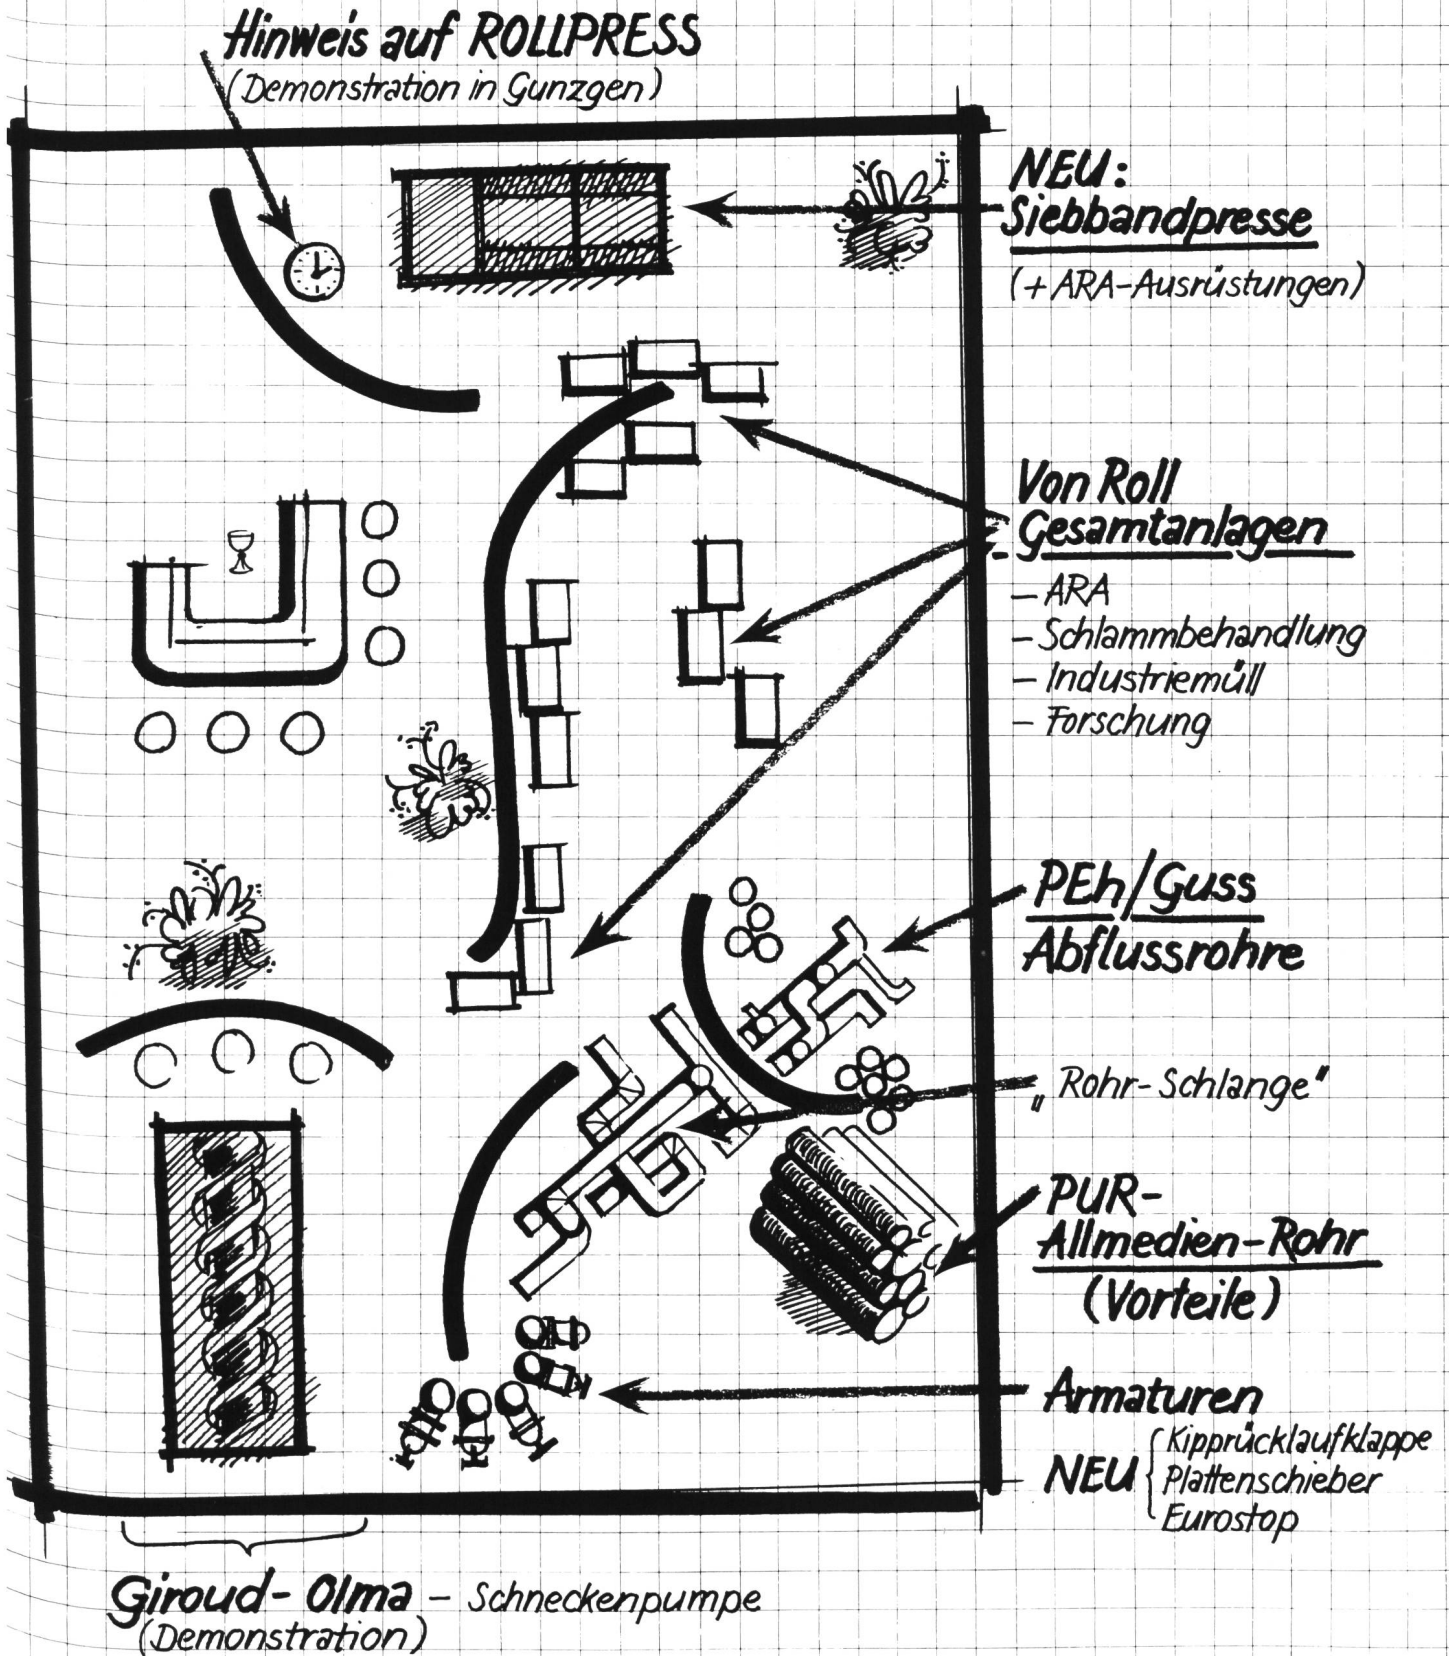 Hinweis auf ROLLPRESS
(Demonstration in Gunzgen)
NEU:
Siebbandpresse
(+ ARA-Ausrüstungen)
Von Roll
Gesamtanlagen
– ARA
– Schlammbehandlung
– Industriemüll
– Forschung
PEh/Guss
Abflussrohre
„Rohr-Schlange"
PUR-
Allmedien-Rohr
(Vorteile)
Armaturen
NEU { Kipprücklaufklappe
Plattenschieber
Eurostop
Giroud-Olma – Schneckenpumpe
(Demonstration)